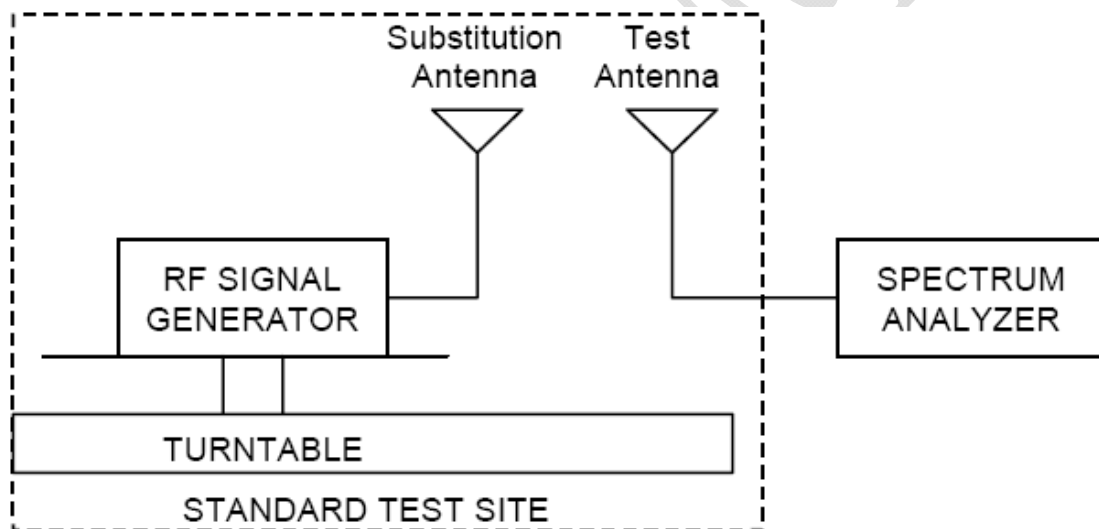 Substitution
Antenna
Test
Antenna
RF SIGNAL
GENERATOR
SPECTRUM
ANALYZER
TURNTABLE
STANDARD TEST SITE